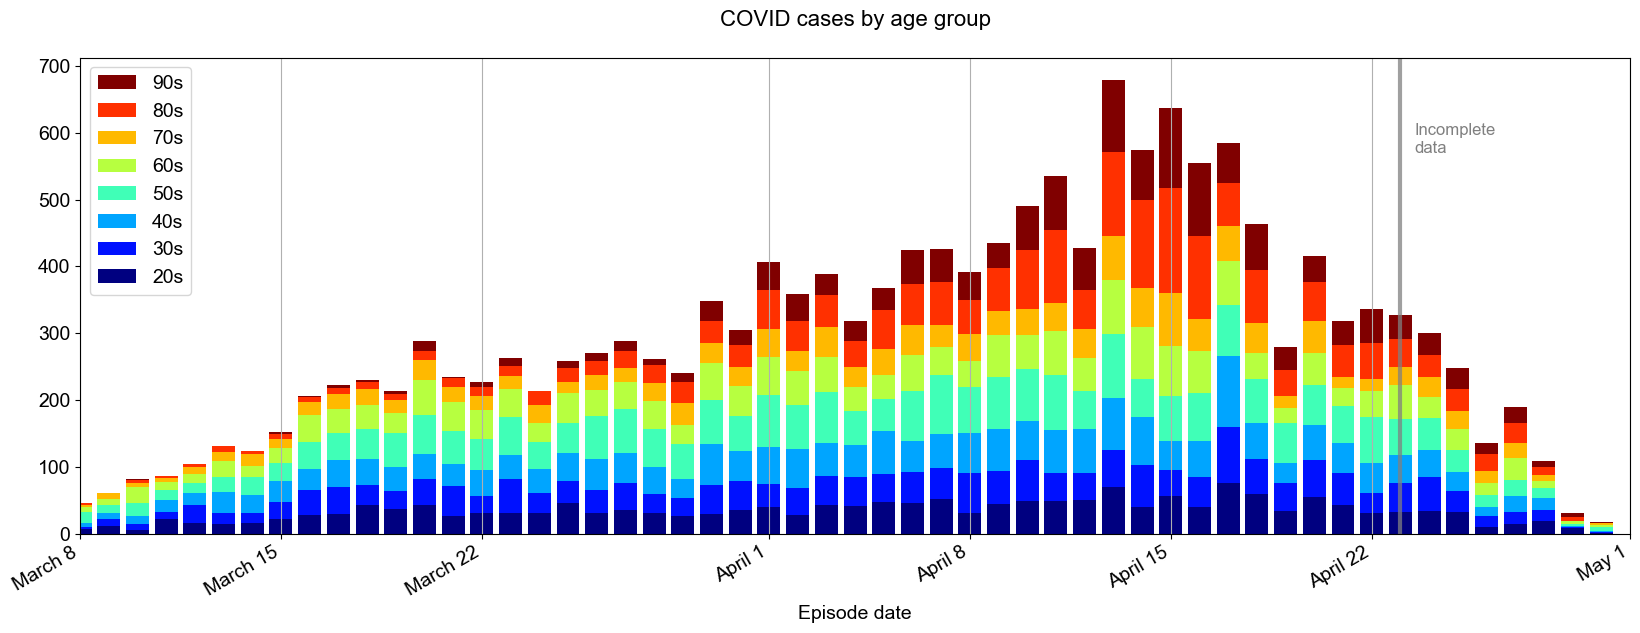 COVID cases by age group
700
600
500
400
300
200
100
0
90s
80s
70s
60s
50s
40s
30s
20s
Incomplete
data
March 8
March 15
March 22
April 1
April 8
April 15
April 22
May 1
Episode date